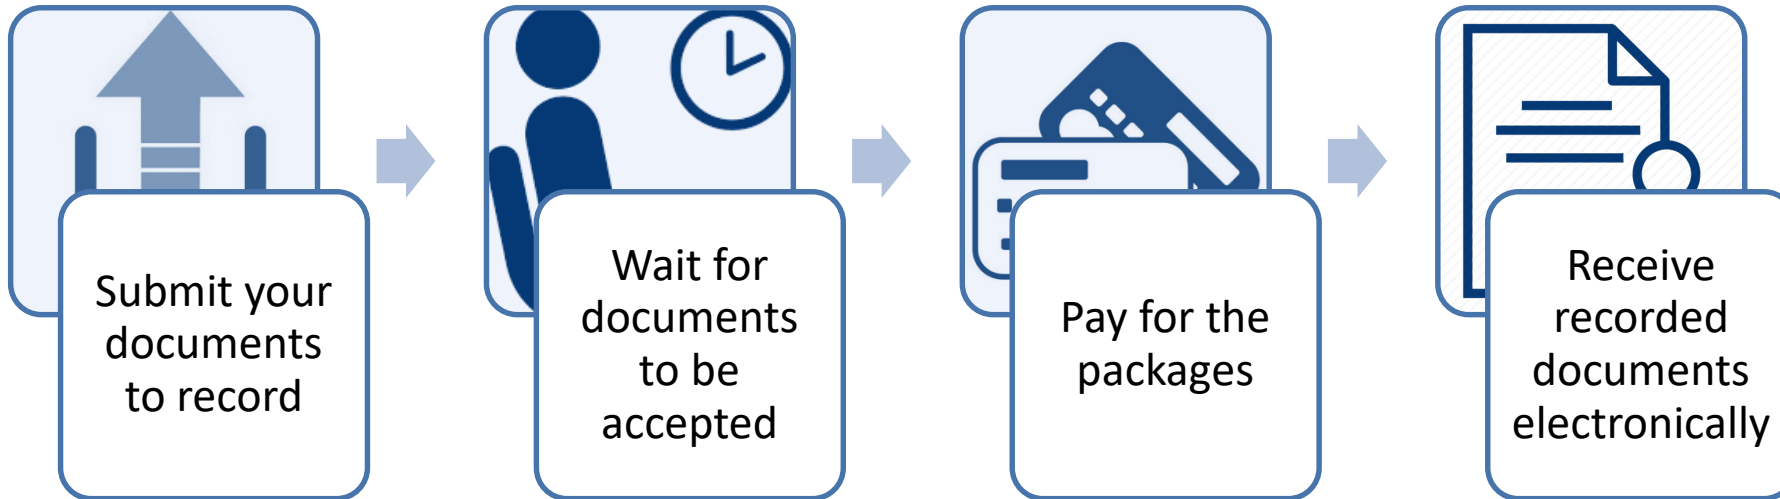 Submit your
documents
to record
Wait for
documents
to be
accepted
Pay for the
packages
Receive
recorded
documents
electronically